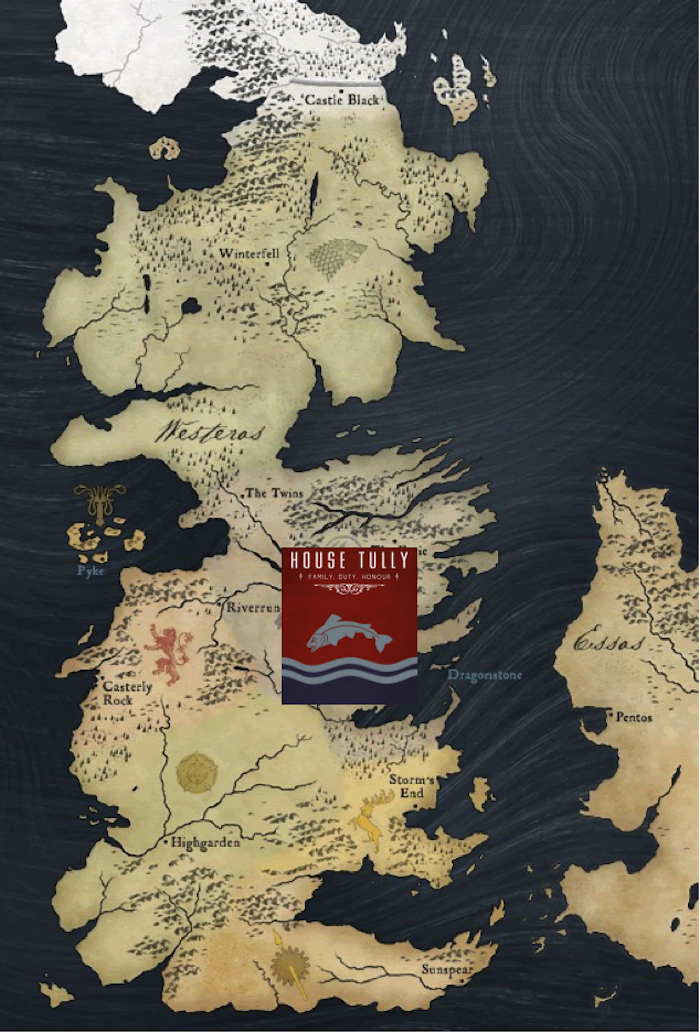 Castle Black
Winterfell
Westeros
The Twins
Pyke
HOUSE TULLY
FAMILY. DUTY. HONOUR
Riverrun
Essos
Dragonstone
Casterly
Rock
Pentos
Storm's
End
Highgarden
Sunspear